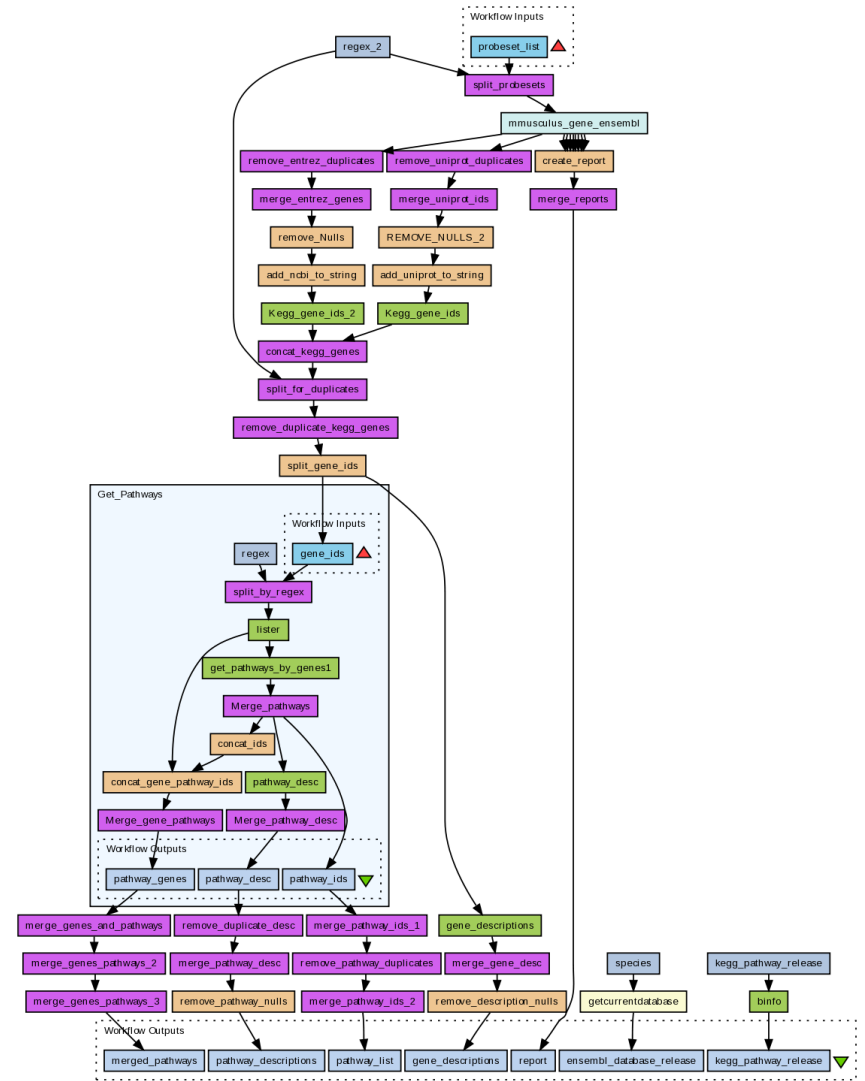 Workflow Inputs
regex_2
probeset_list
split_probesets
mmusculus_gene_ensembl
remove_entrez_duplicates
remove_uniprot_duplicates
create_report
merge_entrez_genes
merge_uniprot_ids
merge_reports
remove_Nulls
REMOVE_NULLS_2
add_ncbi_to_string
add_uniprot_to_string
Kegg_gene_ids_2
Kegg_gene_ids
concat_kegg_genes
split_for_duplicates
remove_duplicate_kegg_genes
split_gene_ids
Get_Pathways
Workflow Inputs
regex
gene_ids
split_by_regex
lister
get_pathways_by_genes1
Merge_pathways
concat_ids
concat_gene_pathway_ids
pathway_desc
Merge_gene_pathways
Merge_pathway_desc
Workflow Outputs
pathway_genes
pathway_desc
pathway_ids
merge_genes_and_pathways
remove_duplicate_desc
merge_pathway_ids_1
gene_descriptions
merge_genes_pathways_2
merge_pathway_desc
remove_pathway_duplicates
merge_gene_desc
species
kegg_pathway_release
merge_genes_pathways_3
remove_pathway_nulls
merge_pathway_ids_2
remove_description_nulls
getcurrentdatabase
binfo
Workflow Outputs
merged_pathways
pathway_descriptions
pathway_list
gene_descriptions
report
ensembl_database_release
kegg_pathway_release